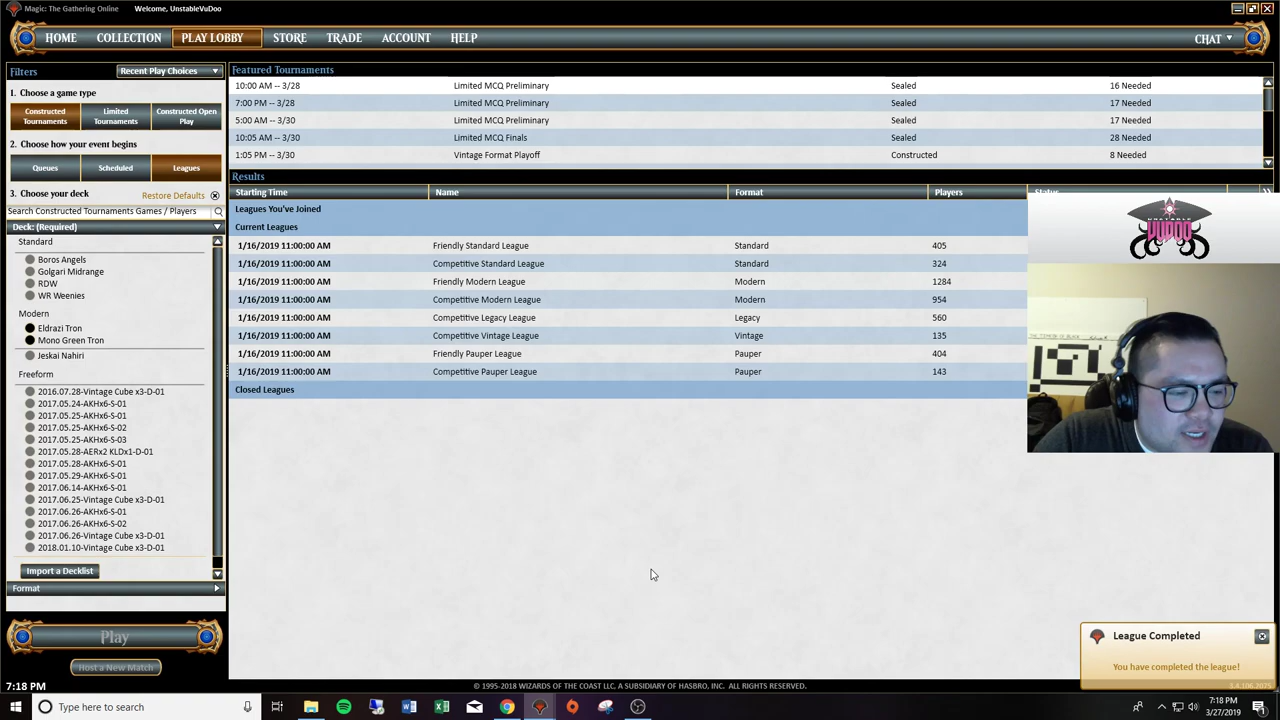 Magic: The Gathering Online
Welcome, UnstableVuDoo
HOME COLLECTION PLAY LOBBY STORE TRADE ACCOUNT HELP
CHAT
Filters
Recent Play Choices
1. Choose a game type
Constructed Tournaments
Limited Tournaments
Constructed Open Play
2. Choose how your event begins
Queues Scheduled Leagues
3. Choose your deck
Restore Defaults
Search Constructed Tournaments Games / Players
Deck: (Required)
Standard
Boros Angels
Golgari Midrange
RDW
WR Weenies
Modern
Eldrazi Tron
Mono Green Tron
Jeskai Nahiri
Freeform
2016.07.28-Vintage Cube x3-D-01
2017.05.24-AKHx6-S-01
2017.05.25-AKHx6-S-01
2017.05.25-AKHx6-S-02
2017.05.25-AKHx6-S-03
2017.05.28-AERx2 KLDx1-D-01
2017.05.28-AKHx6-S-01
2017.05.29-AKHx6-S-01
2017.06.14-AKHx6-S-01
2017.06.25-Vintage Cube x3-D-01
2017.06.26-AKHx6-S-01
2017.06.26-AKHx6-S-02
2017.06.26-Vintage Cube x3-D-01
2018.01.10-Vintage Cube x3-D-01
Import a Decklist
Format
Play
Host a New Match
7:18 PM
Featured Tournaments
10:00 AM -- 3/28 Limited MCQ Preliminary Sealed 16 Needed
7:00 PM -- 3/28 Limited MCQ Preliminary Sealed 17 Needed
5:00 AM -- 3/30 Limited MCQ Preliminary Sealed 17 Needed
10:05 AM -- 3/30 Limited MCQ Finals Sealed 28 Needed
1:05 PM -- 3/30 Vintage Format Playoff Constructed 8 Needed
Results
Starting Time Name Format Players Status
Leagues You've Joined
Current Leagues
1/16/2019 11:00:00 AM Friendly Standard League Standard 405
1/16/2019 11:00:00 AM Competitive Standard League Standard 324
1/16/2019 11:00:00 AM Friendly Modern League Modern 1284
1/16/2019 11:00:00 AM Competitive Modern League Modern 954
1/16/2019 11:00:00 AM Competitive Legacy League Legacy 560
1/16/2019 11:00:00 AM Competitive Vintage League Vintage 135
1/16/2019 11:00:00 AM Friendly Pauper League Pauper 404
1/16/2019 11:00:00 AM Competitive Pauper League Pauper 143
Closed Leagues
UNSTABLE
VUDOO
League Completed
You have completed the league!
© 1995-2018 WIZARDS OF THE COAST LLC, A SUBSIDIARY OF HASBRO, INC. ALL RIGHTS RESERVED.
3.4.106.2075
Type here to search
7:18 PM
3/27/2019